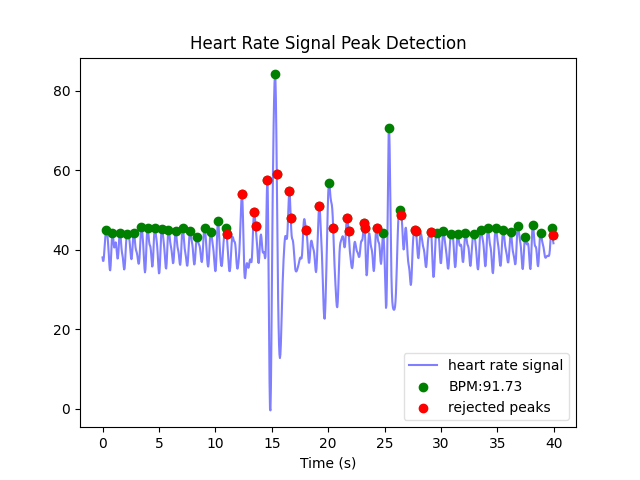 Heart Rate Signal Peak Detection
80
60
40
20
0
heart rate signal
BPM:91.73
rejected peaks
0 5 10 15 20 25 30 35 40
Time (s)